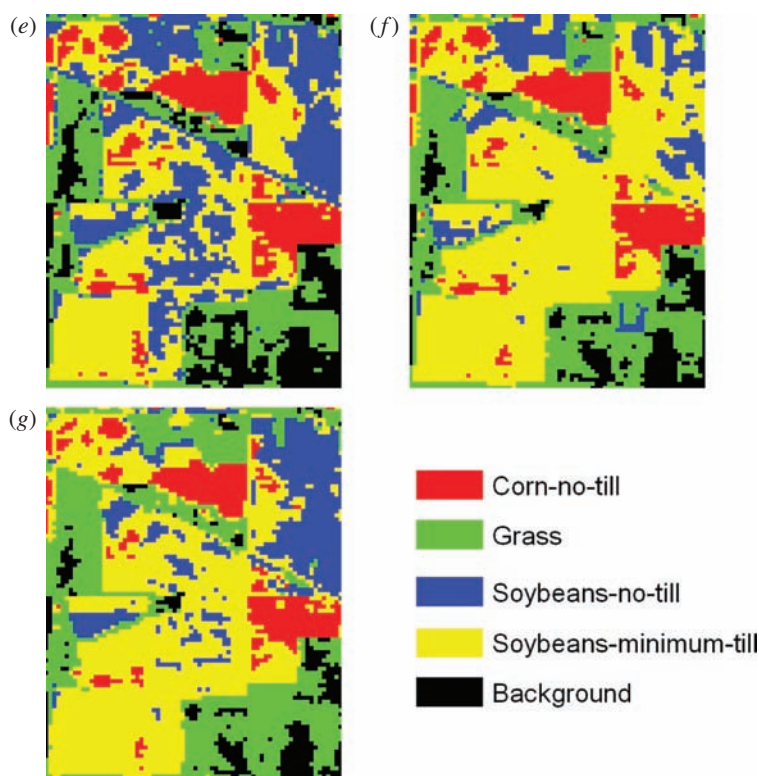 (e)
(f)
(g)
Corn-no-till
Grass
Soybeans-no-till
Soybeans-minimum-till
Background